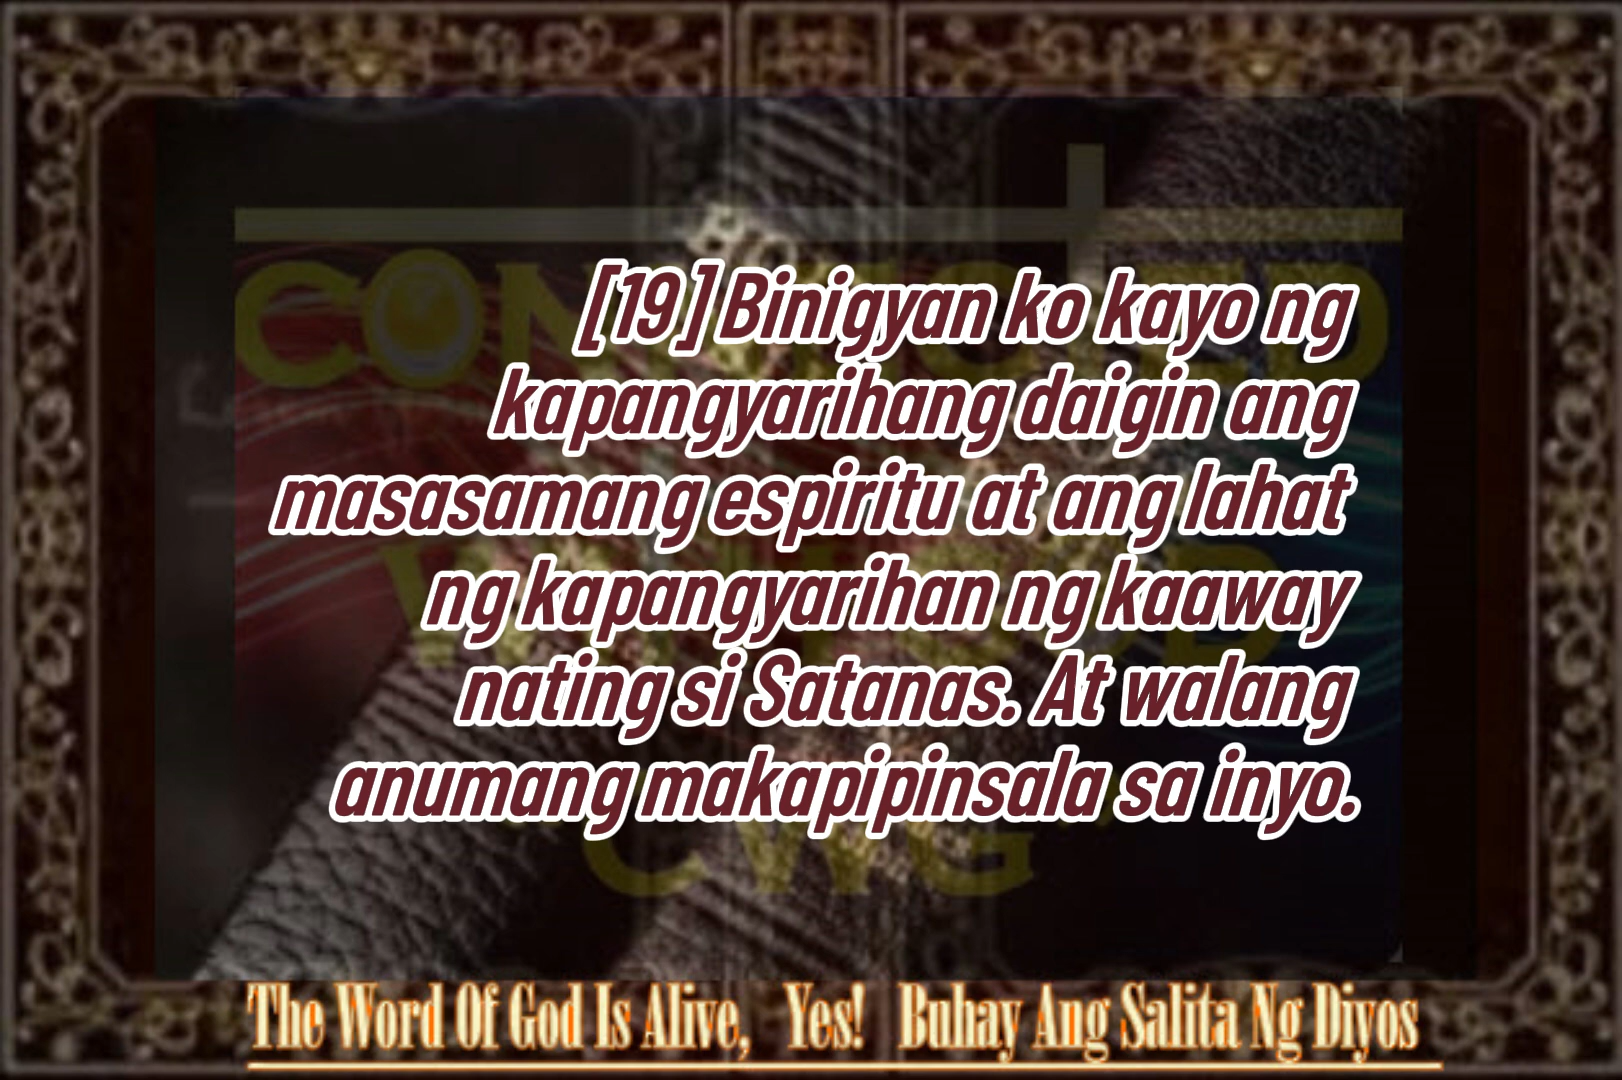 [19] Binigyan ko kayo ng
kapangyarihang daigin ang
masasamang espiritu at ang lahat
ng kapangyarihan ng kaaway
nating si Satanas. At walang
anumang makapipinsala sa inyo.
CWG
The Word Of God Is Alive, Yes! Buhay Ang Salita Ng Diyos